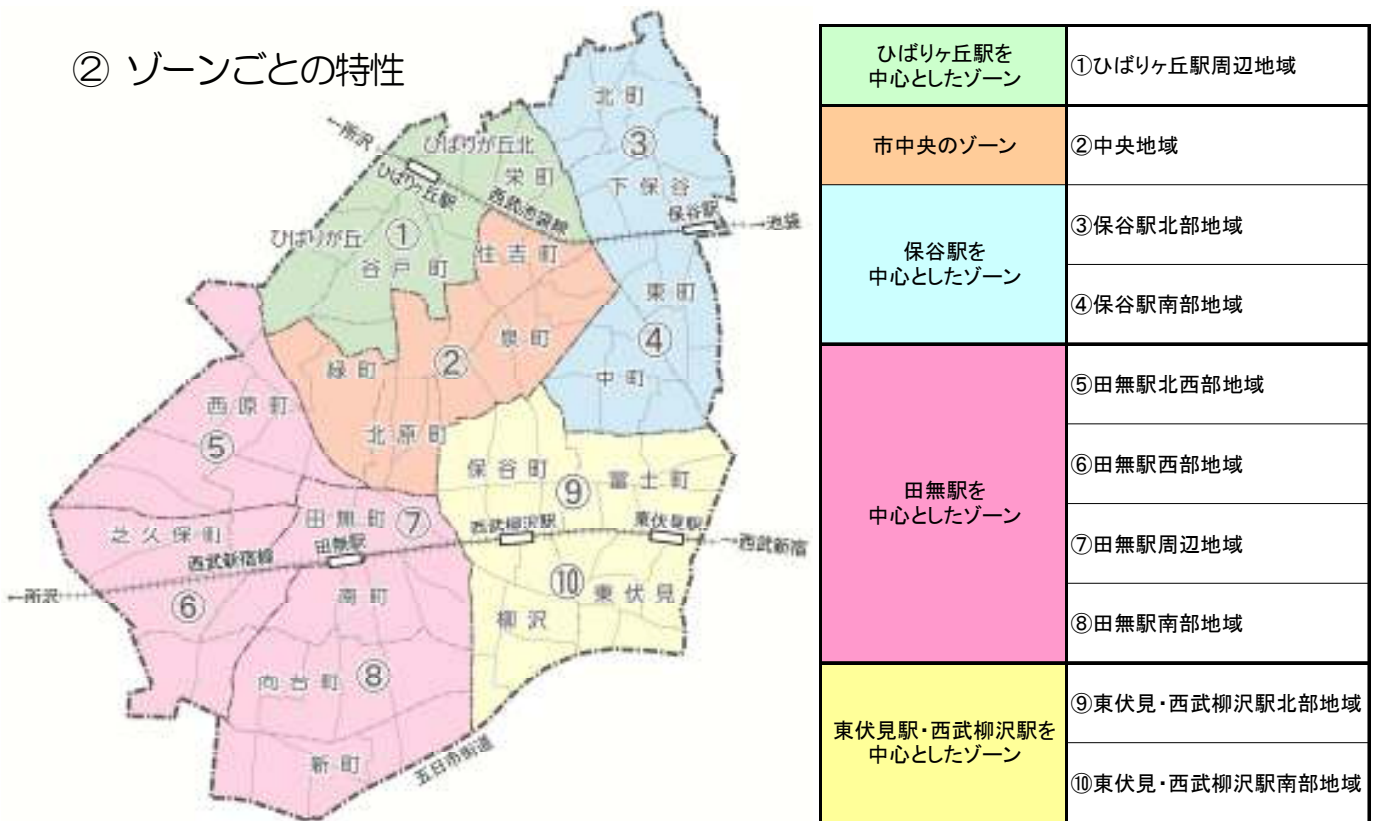 ② ゾーンごとの特性
←所沢
ひばりが丘北
ひばりヶ丘駅
栄町
西武池袋線
北町
③
下保谷
保谷駅
→池袋
ひばりが丘
①
谷戸町
住吉町
東町
④
中町
泉町
②
緑町
北原町
西原町
⑤
保谷町
⑨
富士町
芝久保町
田無町
⑦
西武柳沢駅
東伏見駅
→西武新宿
西武新宿線
田無駅
←所沢
⑥
南町
⑩
東伏見
柳沢
向台町
⑧
新町
五日市街道
ひばりヶ丘駅を
中心としたゾーン
①ひばりヶ丘駅周辺地域
市中央のゾーン
②中央地域
保谷駅を
中心としたゾーン
③保谷駅北部地域
④保谷駅南部地域
田無駅を
中心としたゾーン
⑤田無駅北西部地域
⑥田無駅西部地域
⑦田無駅周辺地域
⑧田無駅南部地域
東伏見駅・西武柳沢駅を
中心としたゾーン
⑨東伏見・西武柳沢駅北部地域
⑩東伏見・西武柳沢駅南部地域